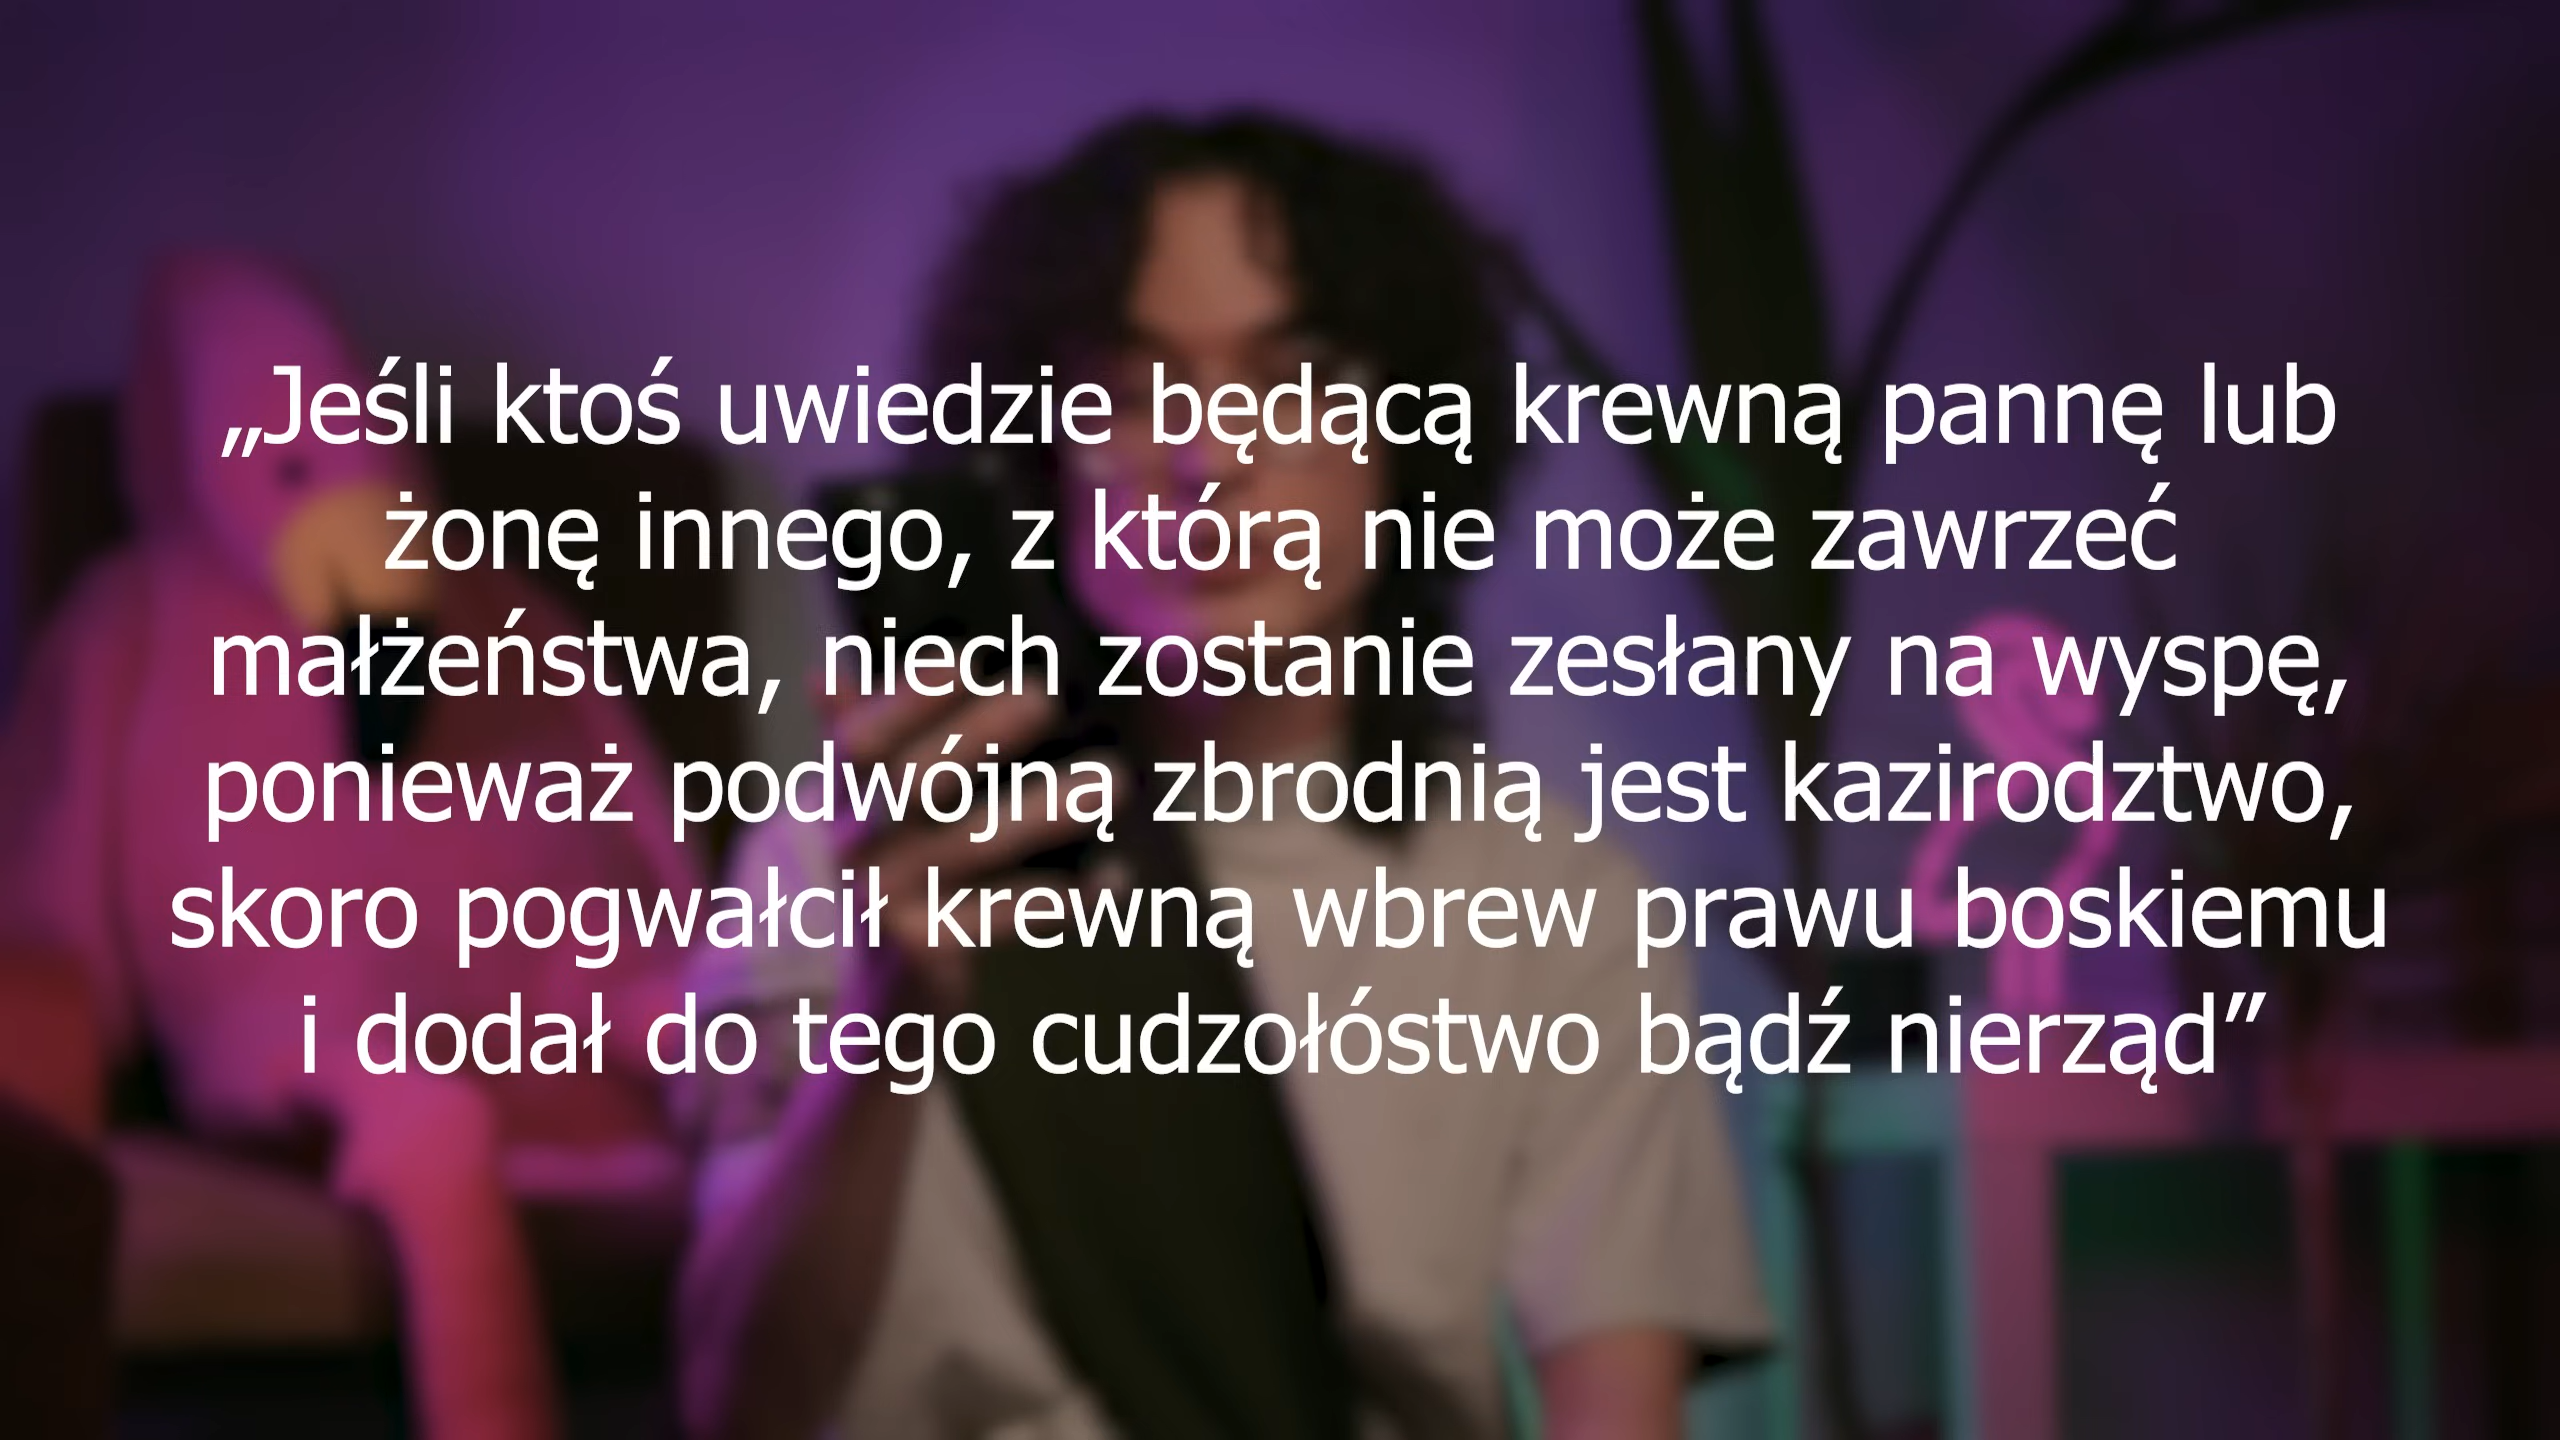 „Jeśli ktoś uwiedzie będącą krewną pannę lub
żonę innego, z którą nie może zawrzeć
małżeństwa, niech zostanie zesłany na wyspę,
ponieważ podwójną zbrodnią jest kazirodztwo,
skoro pogwałcił krewną wbrew prawu boskiemu
i dodał do tego cudzołóstwo bądź nierząd”